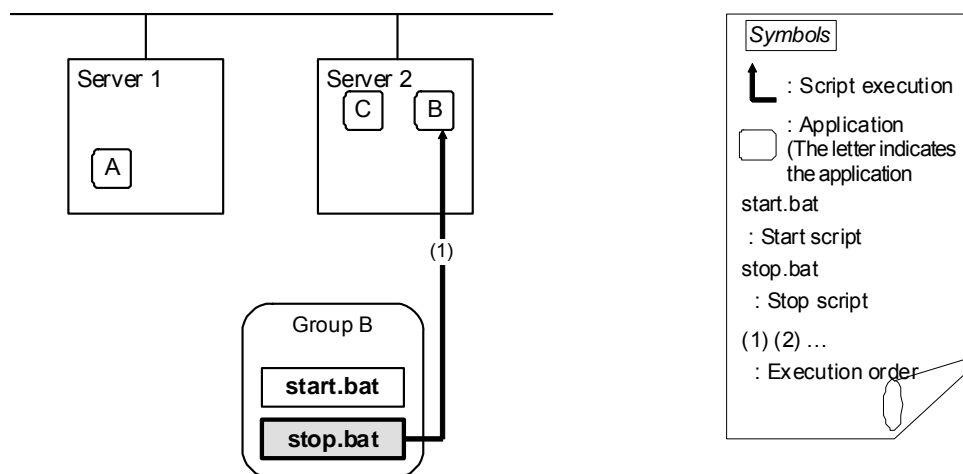 Server 1
Server 2
C
B
A
(1)
Group B
start.bat
stop.bat
Symbols
: Script execution
: Application
(The letter indicates
the application
start.bat
: Start script
stop.bat
: Stop script
(1) (2) …
: Execution order